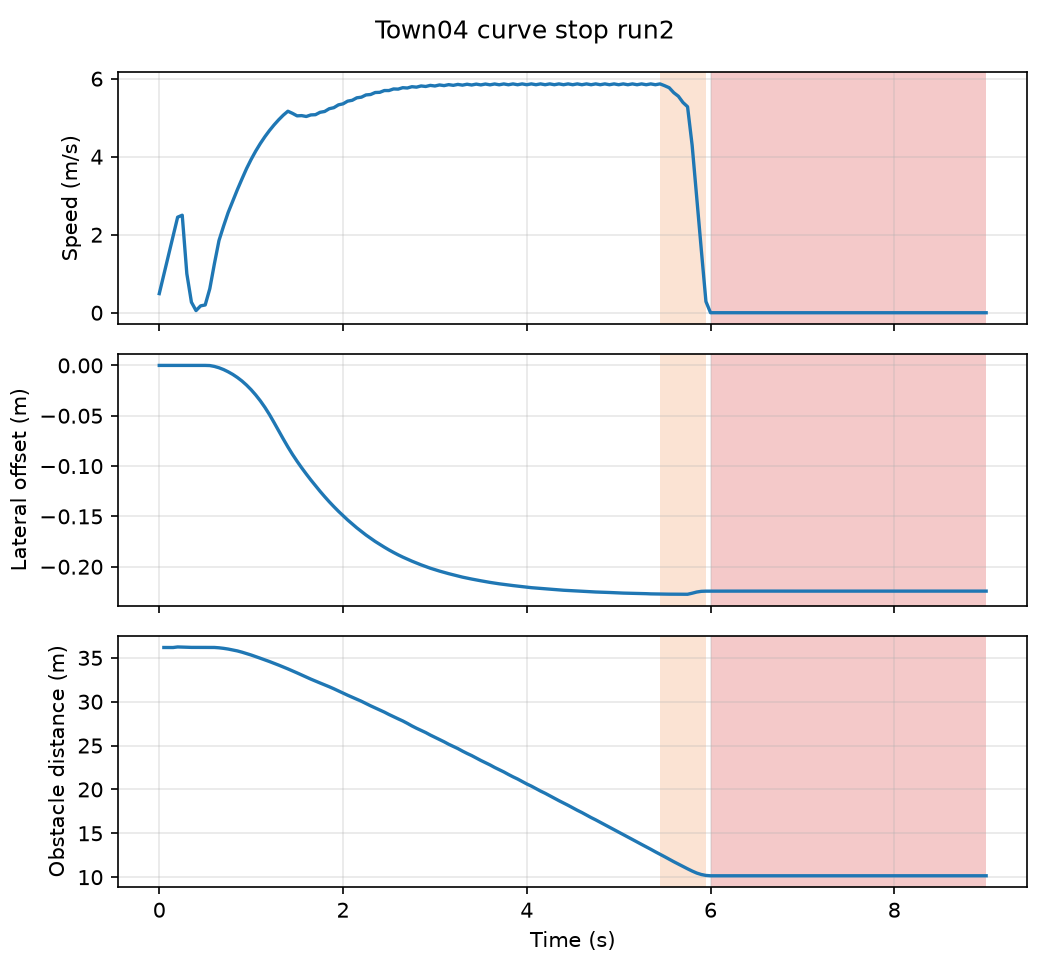 Town04 curve stop run2
Speed (m/s)
6
4
2
0
Lateral offset (m)
0.00
−0.05
−0.10
−0.15
−0.20
Obstacle distance (m)
35
30
25
20
15
10
0 2 4 6 8
Time (s)